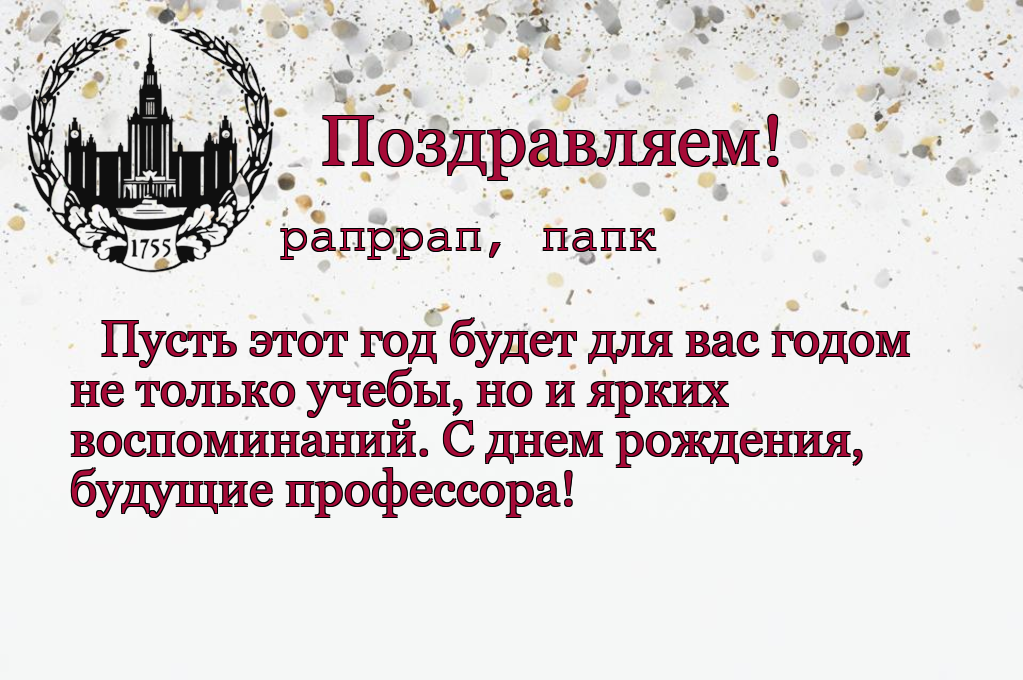 1755
Поздравляем!
рапррап, папк
Пусть этот год будет для вас годом
не только учебы, но и ярких
воспоминаний. С днем рождения,
будущие профессора!